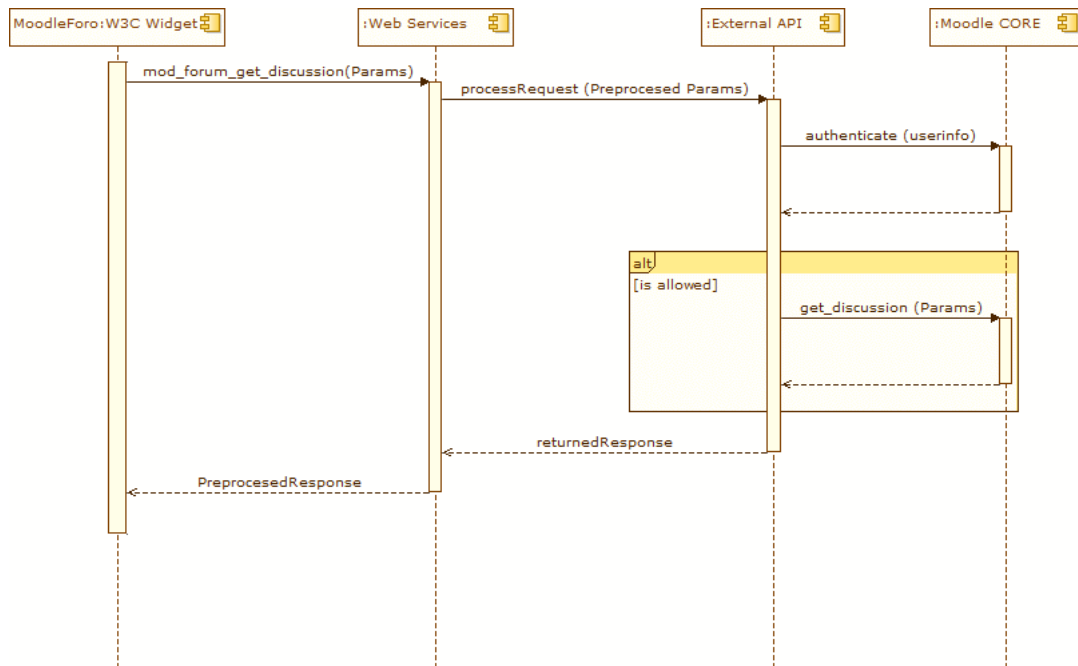 MoodleForo:W3C Widget
:Web Services
:External API
:Moodle CORE
mod_forum_get_discussion(Params)
processRequest (Preprocesed Params)
authenticate (userinfo)
alt
[is allowed]
get_discussion (Params)
returnedResponse
PreprocesedResponse